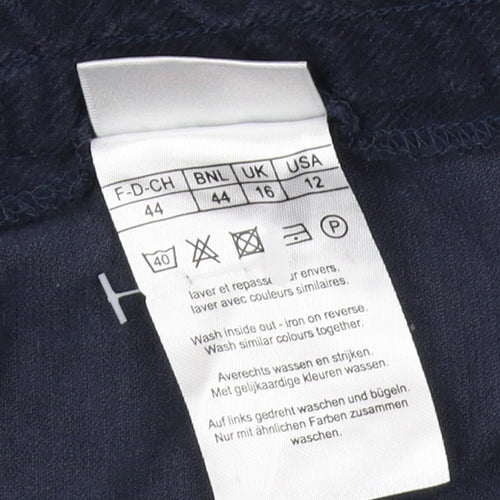 F-D-CH BNL UK USA
44 44 16 12
40 P
laver et repasser sur envers.
laver avec couleurs similaires.
Wash inside out - iron on reverse.
Wash similar colours together.
Averechts wassen en strijken.
Met gelijkaardige kleuren wassen.
Auf links gedreht waschen und bügeln.
Nur mit ähnlichen Farben zusammen
waschen.